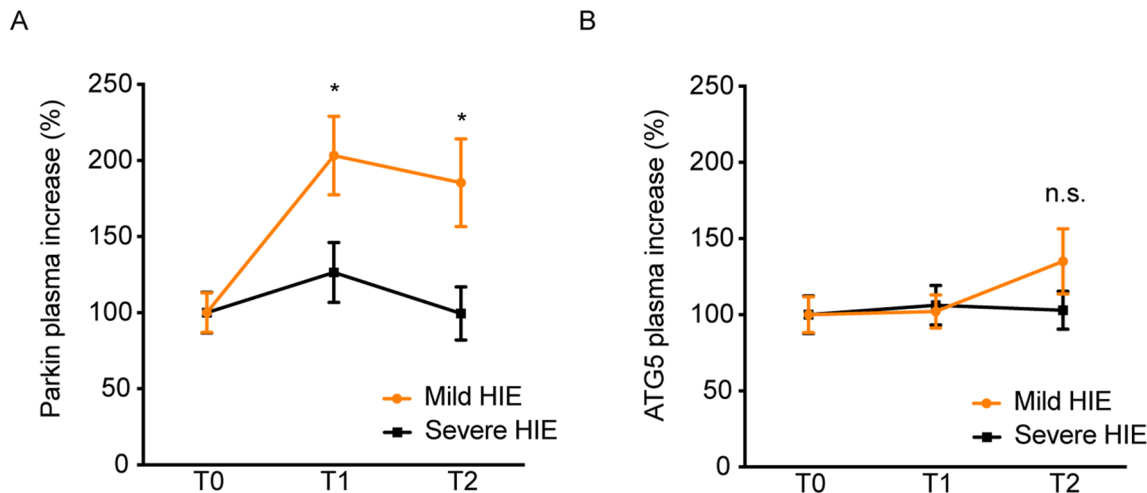 A
Parkin plasma increase (%)
250
200
150
100
50
0
*
*
Mild HIE
Severe HIE
T0 T1 T2
B
ATG5 plasma increase (%)
250
200
150
100
50
0
n.s.
Mild HIE
Severe HIE
T0 T1 T2